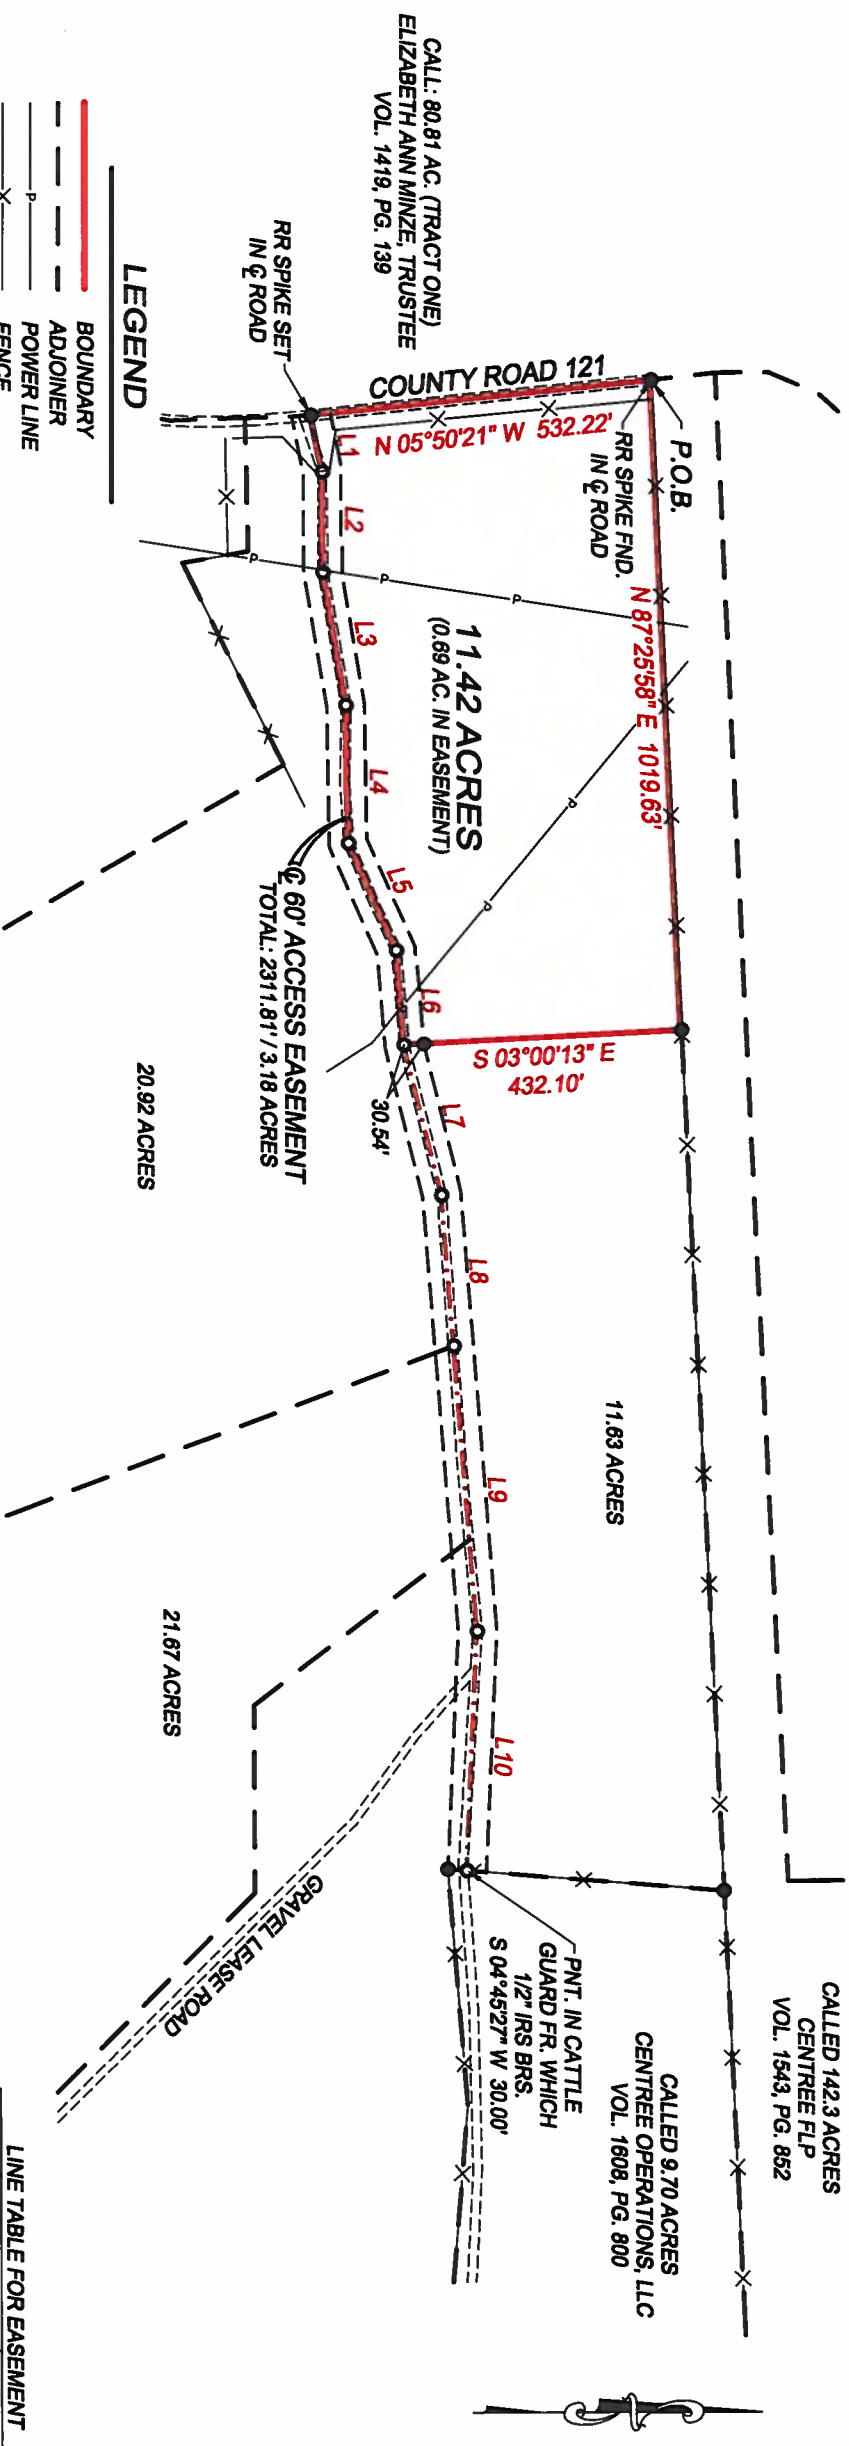 CALLED 142.3 ACRES
CENTREE FLP
VOL. 1543, PG. 852
CALLED 9.70 ACRES
CENTREE OPERATIONS, LLC
VOL. 1608, PG. 800
P.O.B.
RR SPIKE FND.
IN ℄ ROAD
N 87°25'58" E 1019.63'
COUNTY ROAD 121
N 05°50'21" W 532.22'
11.42 ACRES
(0.69 AC. IN EASEMENT)
S 03°00'13" E
432.10'
30.54'
11.63 ACRES
CALL: 80.81 AC. (TRACT ONE)
ELIZABETH ANN MINZE, TRUSTEE
VOL. 1419, PG. 139
RR SPIKE SET
IN ℄ ROAD
L1
L2
L3
L4
L5
L6
L7
L8
L9
L10
P
P
P
P
P
℄ 60' ACCESS EASEMENT
TOTAL: 2311.81' / 3.18 ACRES
PNT. IN CATTLE
GUARD FR. WHICH
1/2" IRS BRS.
S 04°45'27" W 30.00'
20.92 ACRES
21.67 ACRES
GRAVEL LEASE ROAD
LEGEND
BOUNDARY
ADJOINER
P
POWER LINE
FENCE
LINE TABLE FOR EASEMENT